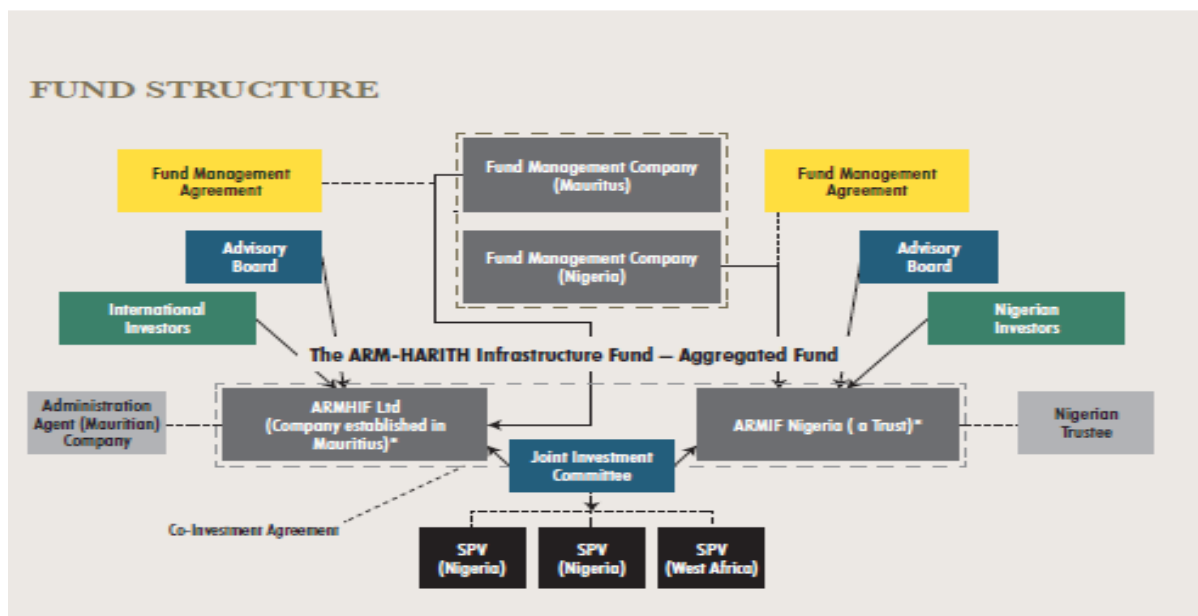 FUND STRUCTURE
Fund Management
Agreement
Fund Management Company
(Mauritus)
Fund Management
Agreement
Advisory
Board
Fund Management Company
(Nigeria)
Advisory
Board
International
Investors
Nigerian
Investors
The ARM-HARITH Infrastructure Fund – Aggregated Fund
Administration
Agent (Mauritian)
Company
ARMHIF Ltd
(Company established in
Mauritius)*
ARMIF Nigeria ( a Trust)*
Nigerian
Trustee
Joint Investment
Committee
Co-Investment Agreement
SPV
(Nigeria)
SPV
(Nigeria)
SPV
(West Africa)